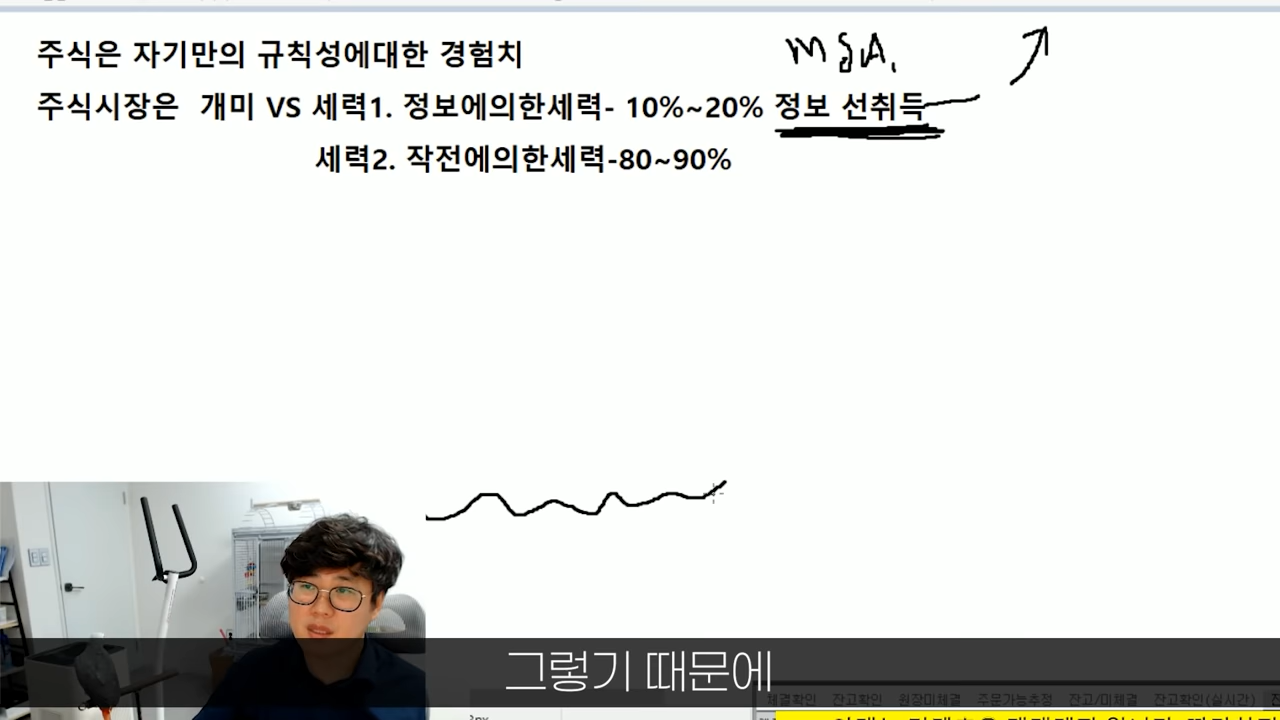 주식은 자기만의 규칙성에대한 경험치
M&A.
주식시장은 개미 VS 세력1. 정보에의한세력- 10%~20% 정보 선취득
세력2. 작전에의한세력-80~90%
그렇기 때문에
체결확인 잔고확인 원장미체결 주문가능추정 잔고/미체결 잔고확인(실시간)